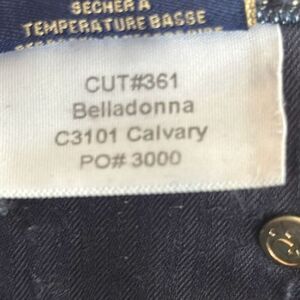 SECHER A
TEMPERATURE BASSE
CUT#361
Belladonna
C3101 Calvary
PO# 3000